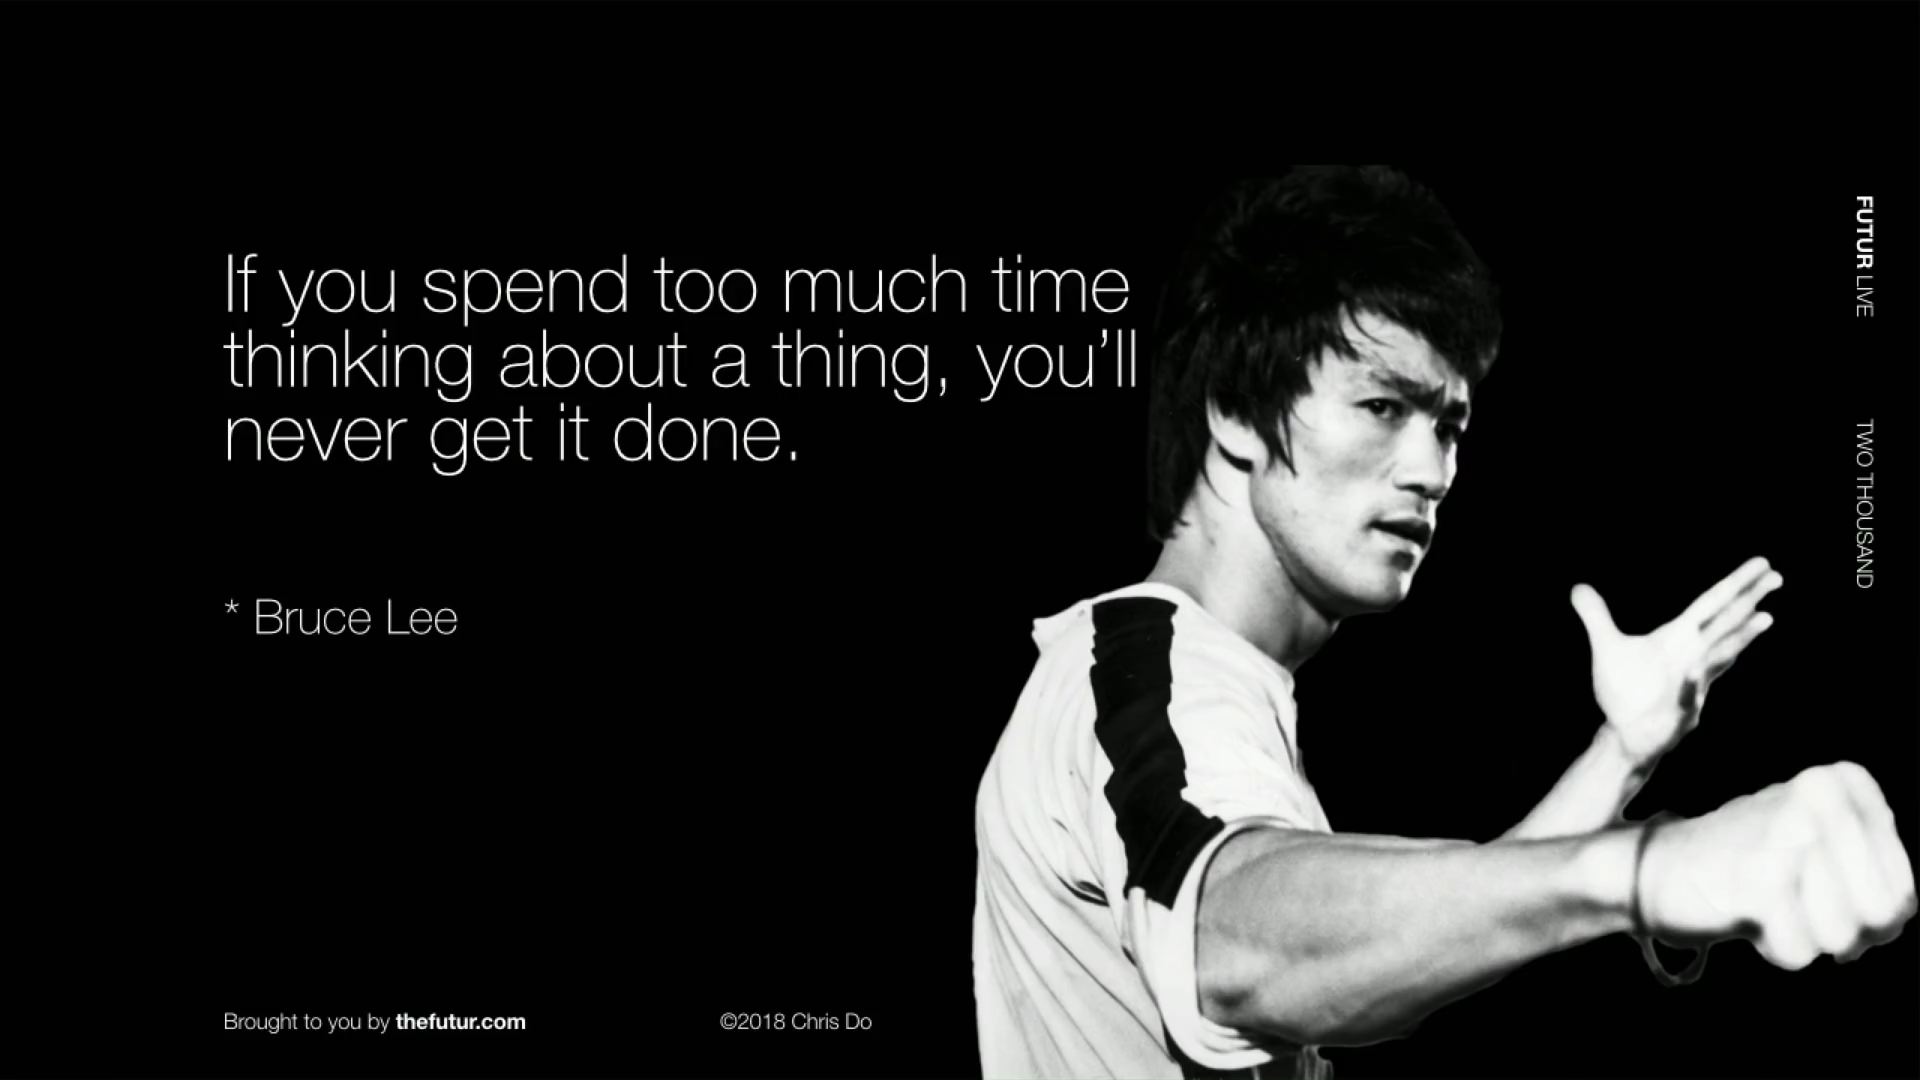 If you spend too much time
thinking about a thing, you’ll
never get it done.
* Bruce Lee
Brought to you by thefutur.com
©2018 Chris Do
FUTUR LIVE
TWO THOUSAND